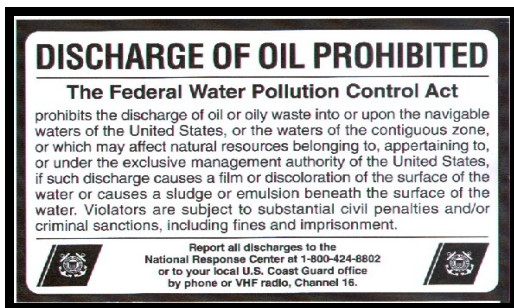 DISCHARGE OF OIL PROHIBITED
The Federal Water Pollution Control Act
prohibits the discharge of oil or oily waste into or upon the navigable
waters of the United States, or the waters of the contiguous zone,
or which may affect natural resources belonging to, appertaining to,
or under the exclusive management authority of the United States,
if such discharge causes a film or discoloration of the surface of the
water or causes a sludge or emulsion beneath the surface of the
water. Violators are subject to substantial civil penalties and/or
criminal sanctions, including fines and imprisonment.
Report all discharges to the
National Response Center at 1-800-424-8802
or to your local U.S. Coast Guard office
by phone or VHF radio, Channel 16.